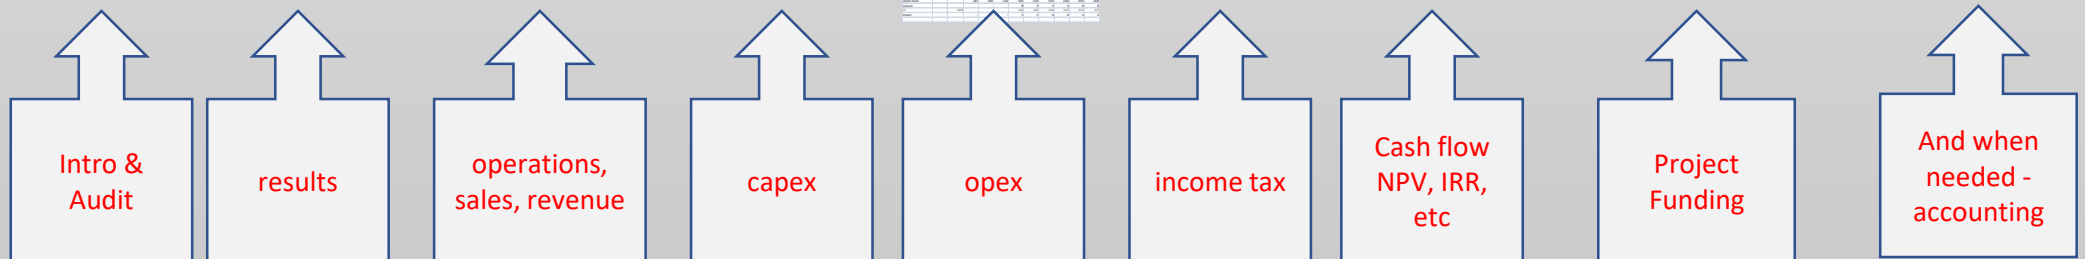 Intro &
Audit
results
operations,
sales, revenue
capex
opex
income tax
Cash flow
NPV, IRR,
etc
Project
Funding
And when
needed -
accounting